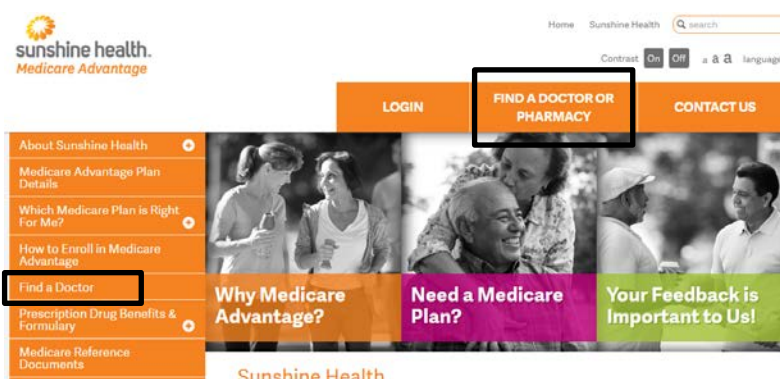 Home Sunshine Health search
sunshine health.
Medicare Advantage
Contrast On Off a a a language
LOGIN
FIND A DOCTOR OR
PHARMACY
CONTACT US
About Sunshine Health
Medicare Advantage Plan
Details
Which Medicare Plan is Right
For Me?
How to Enroll in Medicare
Advantage
Find a Doctor
Prescription Drug Benefits &
Formulary
Medicare Reference
Documents
Why Medicare
Advantage?
Need a Medicare
Plan?
Your Feedback is
Important to Us!
Sunshine Health